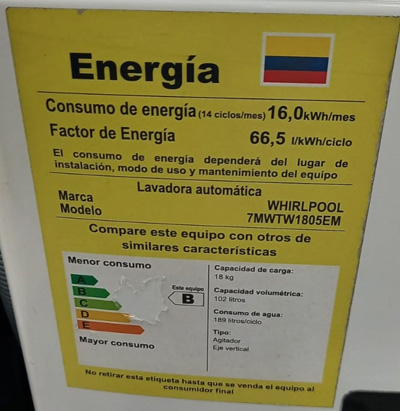 Energía
Consumo de energía (14 ciclos/mes) 16,0 kWh/mes
Factor de Energía 66,5 l/kWh/ciclo
El consumo de energía dependerá del lugar de
instalación, modo de uso y mantenimiento del equipo
Lavadora automática
Marca WHIRLPOOL
Modelo 7MWTW1805EM
Compare este equipo con otros de
similares características
Menor consumo
A
B
C
D
E
Mayor consumo
Este equipo
B
Capacidad de carga:
18 kg
Capacidad volumétrica:
102 litros
Consumo de agua:
189 litros/ciclo
Tipo:
Agitador
Eje vertical
No retirar esta etiqueta hasta que se venda el equipo al
consumidor final